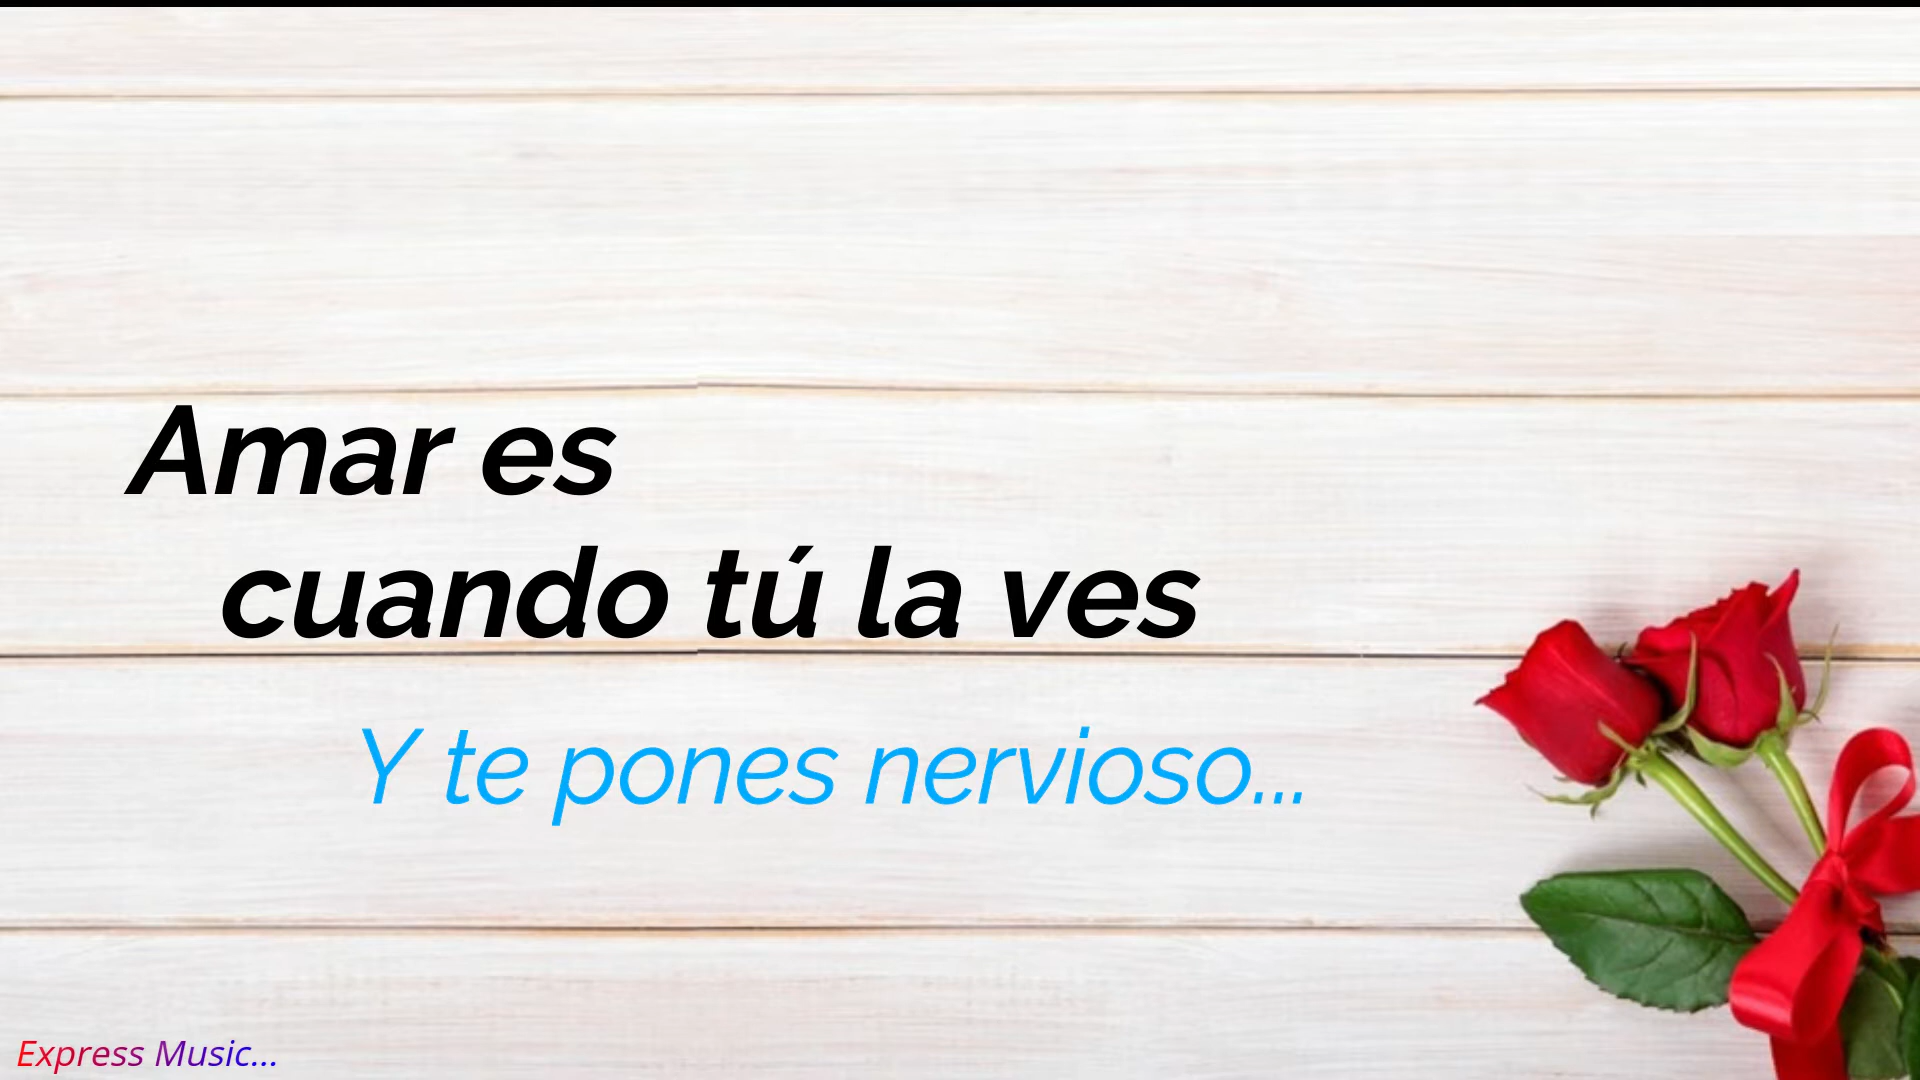 Amar es
cuando tú la ves
Y te pones nervioso...
Express Music...